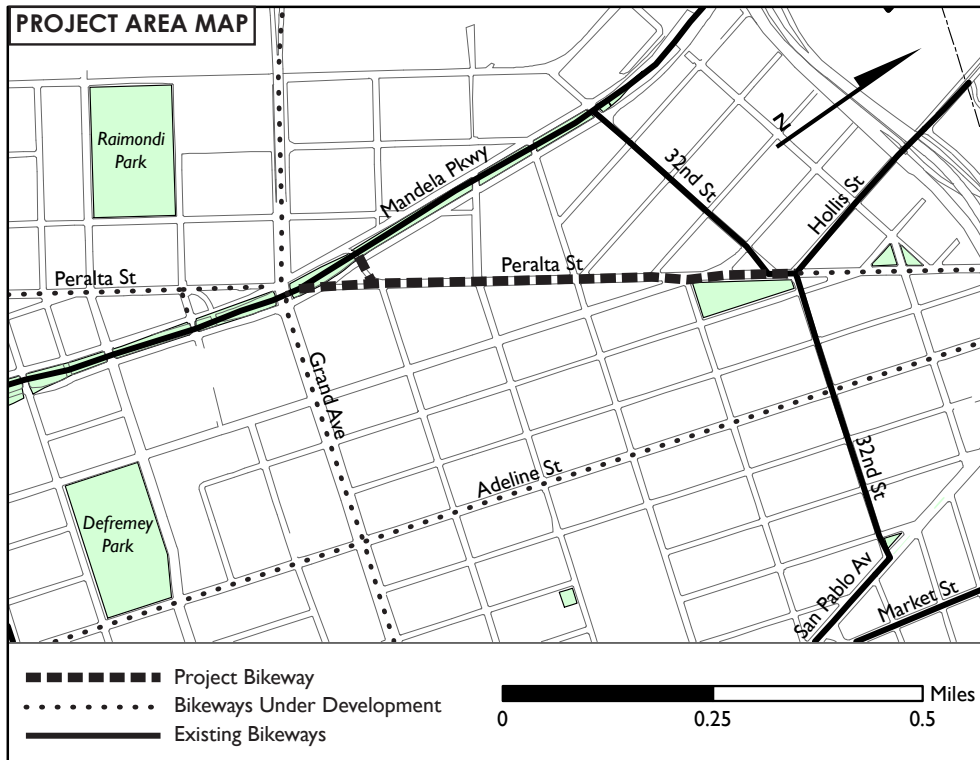 PROJECT AREA MAP
Raimondi
Park
Mandela Pkwy
32nd St
N
Hollis St
Peralta St
Peralta St
Grand Ave
Adeline St
32nd St
Defremey
Park
San Pablo Av
Market St
Project Bikeway
Bikeways Under Development
Existing Bikeways
Miles
0
0.25
0.5